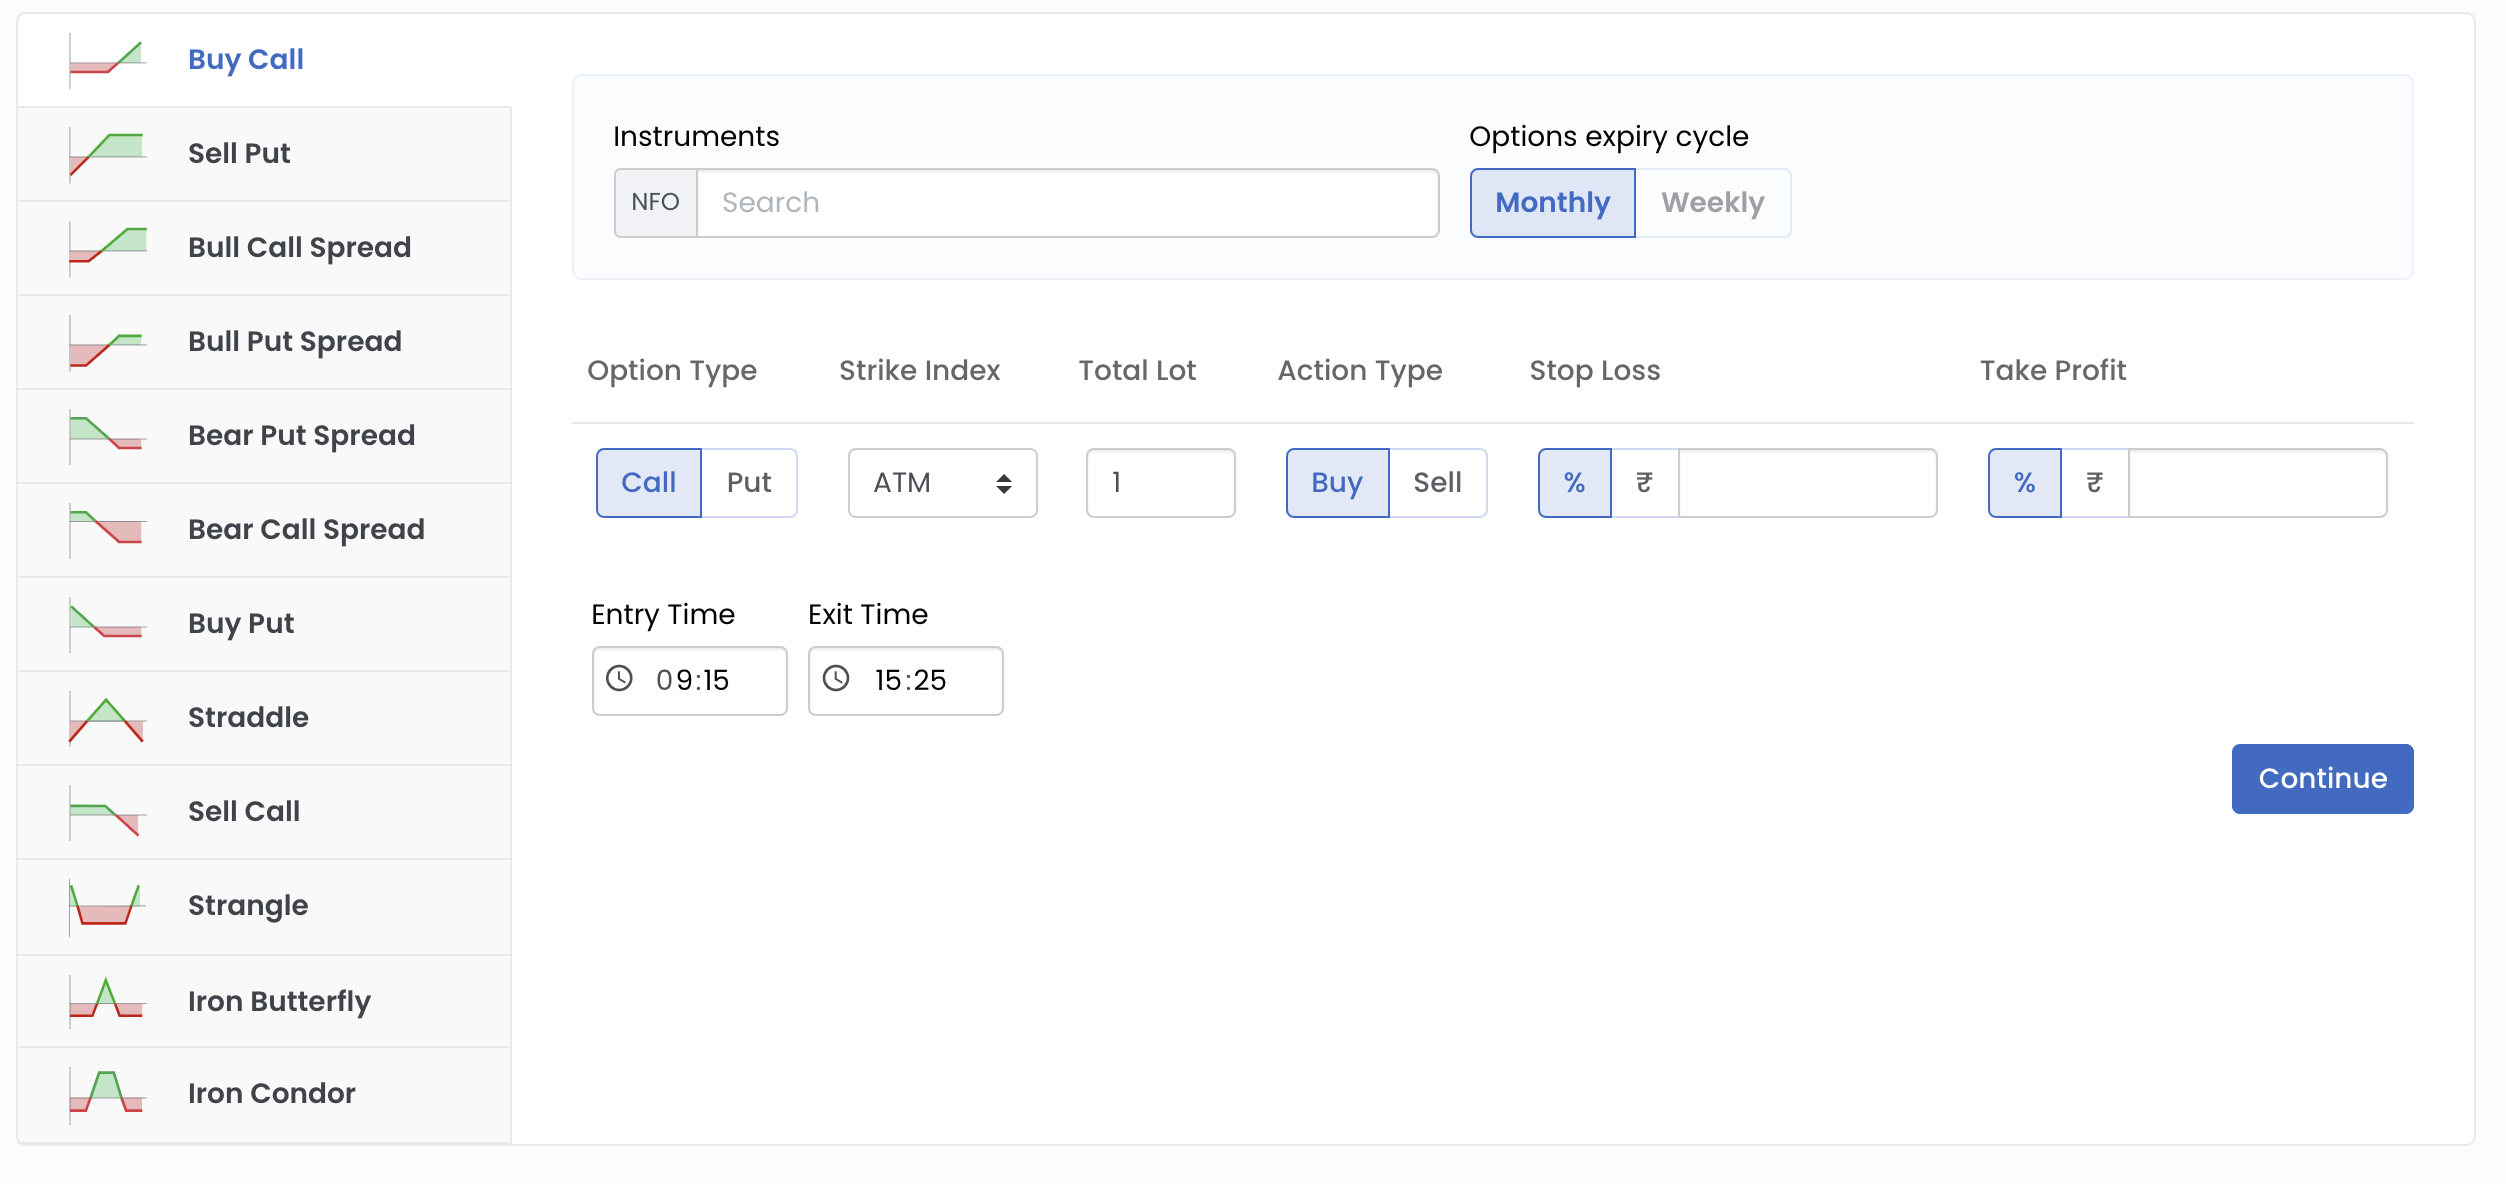 Buy Call
Sell Put
Bull Call Spread
Bull Put Spread
Bear Put Spread
Bear Call Spread
Buy Put
Straddle
Sell Call
Strangle
Iron Butterfly
Iron Condor
Instruments
NFO Search
Options expiry cycle
Monthly Weekly
Option Type Strike Index Total Lot Action Type Stop Loss Take Profit
Call Put ATM 1 Buy Sell % ₹ % ₹
Entry Time Exit Time
09:15 15:25
Continue